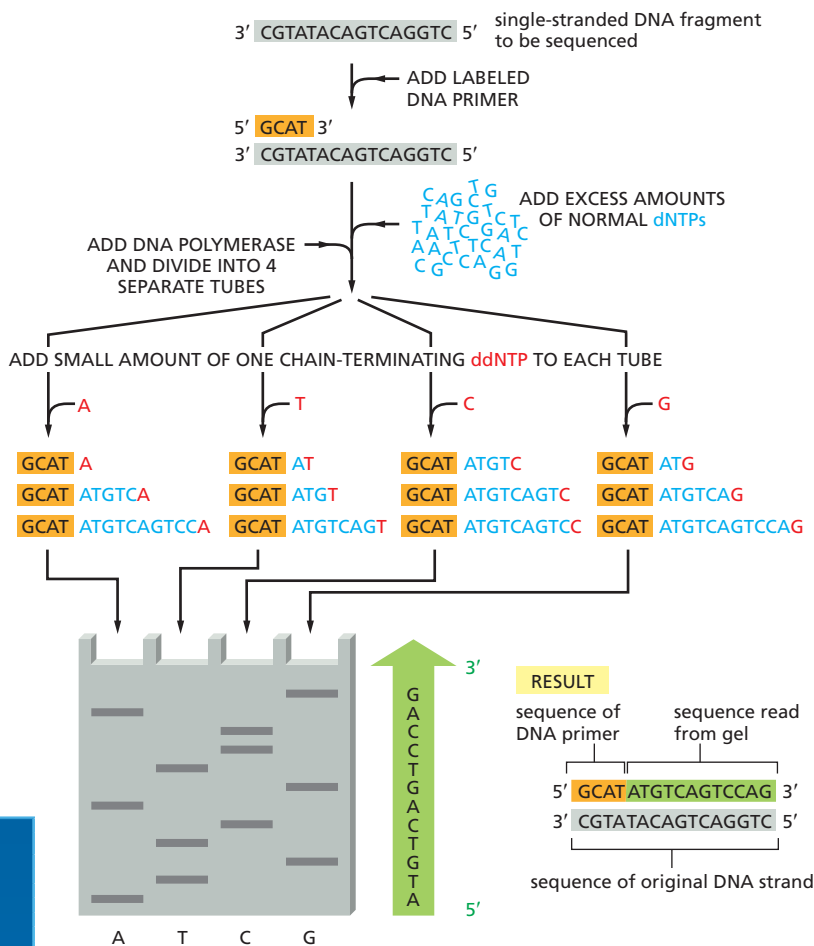 3′ CGTATACAGTCAGGTC 5′
single-stranded DNA fragment
to be sequenced
ADD LABELED
DNA PRIMER
5′ GCAT 3′
3′ CGTATACAGTCAGGTC 5′
ADD EXCESS AMOUNTS
OF NORMAL dNTPs
ADD DNA POLYMERASE
AND DIVIDE INTO 4
SEPARATE TUBES
ADD SMALL AMOUNT OF ONE CHAIN-TERMINATING ddNTP TO EACH TUBE
A
T
C
G
GCAT A
GCAT ATGTCA
GCAT ATGTCAGTCCA
GCAT AT
GCAT ATGT
GCAT ATGTCAGT
GCAT ATGTC
GCAT ATGTCAGTC
GCAT ATGTCAGTCC
GCAT ATG
GCAT ATGTCAG
GCAT ATGTCAGTCCAG
3′
GACCTGACTGTA
5′
A T C G
RESULT
sequence of
DNA primer
sequence read
from gel
5′ GCATATGTCAGTCCAG 3′
3′ CGTATACAGTCAGGTC 5′
sequence of original DNA strand